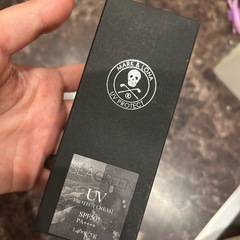 MARK & LONA
UV PROTECT
UV
PROTECT CREAM
SPF50+
PA++++